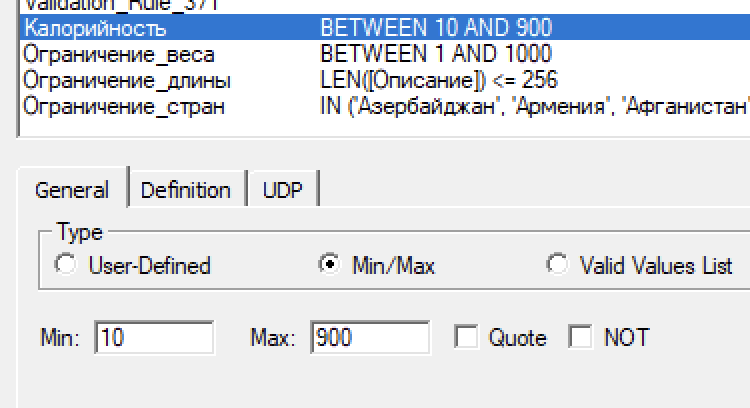 Validation_Rule_371
Калорийность BETWEEN 10 AND 900
Ограничение_веса BETWEEN 1 AND 1000
Ограничение_длины LEN([Описание]) <= 256
Ограничение_стран IN ('Азербайджан', 'Армения', 'Афганистан'
General Definition UDP
Type
User-Defined Min/Max Valid Values List
Min: 10 Max: 900 Quote NOT